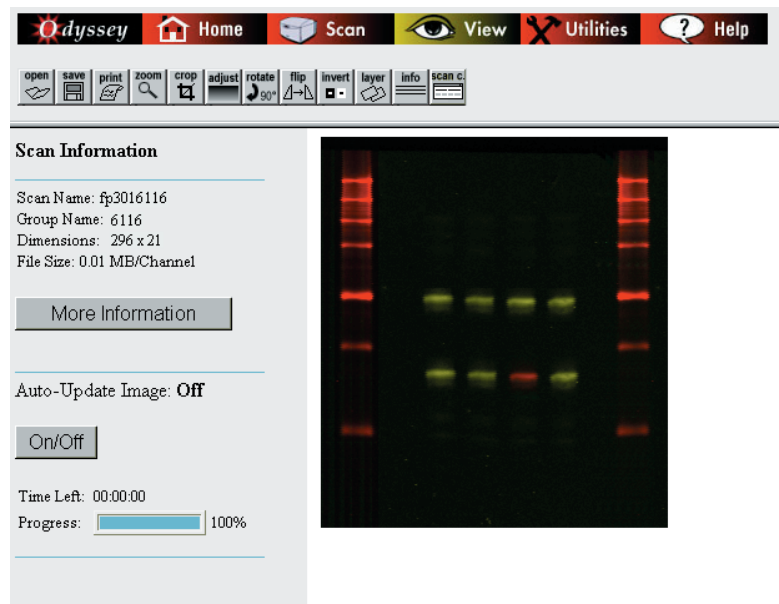 Odyssey Home Scan View Utilities Help
open save print zoom crop adjust rotate flip invert layer info scan c.
90°
Scan Information
Scan Name: fp3016116
Group Name: 6116
Dimensions: 296 x 21
File Size: 0.01 MB/Channel
More Information
Auto-Update Image: Off
On/Off
Time Left: 00:00:00
Progress: 100%